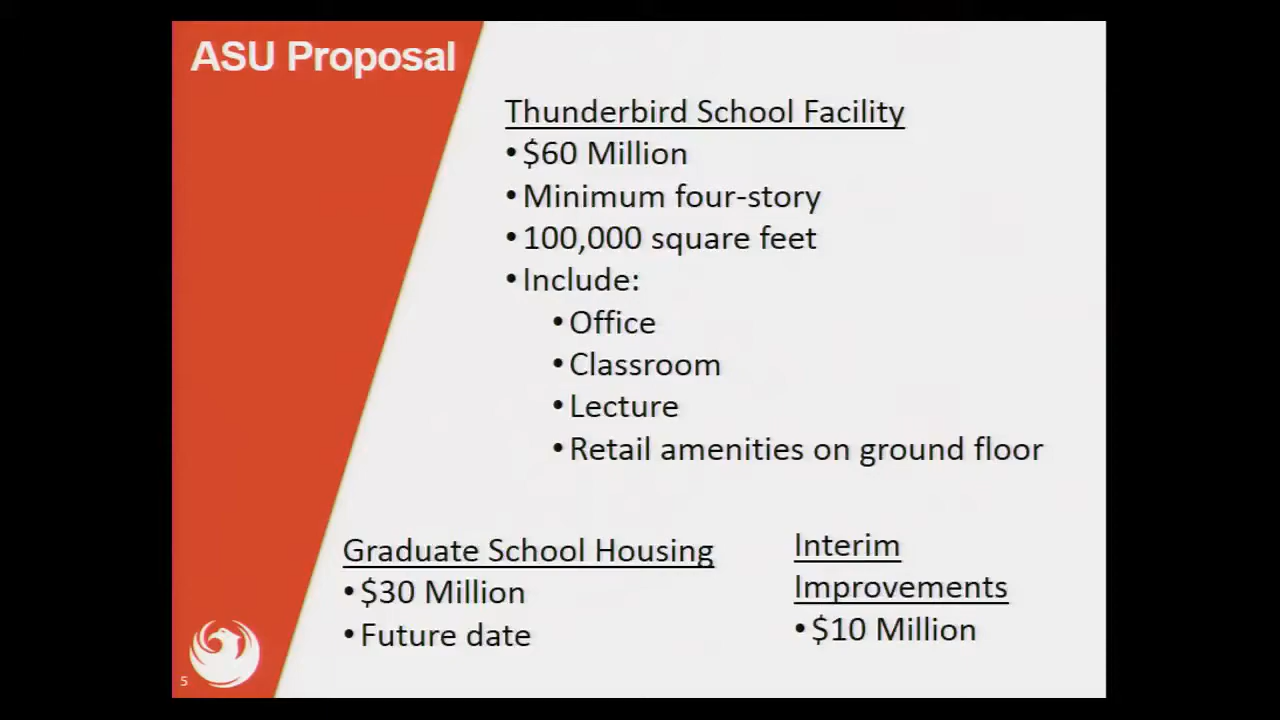 ASU Proposal
Thunderbird School Facility
•$60 Million
•Minimum four-story
•100,000 square feet
•Include:
•Office
•Classroom
•Lecture
•Retail amenities on ground floor
Graduate School Housing
•$30 Million
•Future date
Interim
Improvements
•$10 Million
5